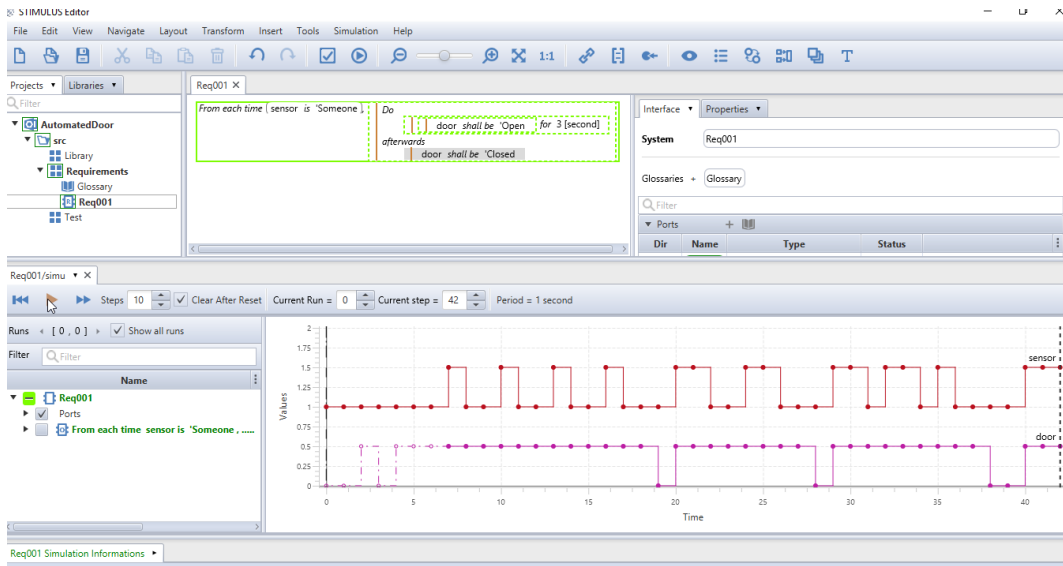 STIMULUS Editor
File Edit View Navigate Layout Transform Insert Tools Simulation Help
1:1
T
Projects Libraries
Filter
AutomatedDoor
src
Library
Requirements
Glossary
Req001
Test
Req001
From each time sensor is 'Someone ,
Do
door shall be 'Open for 3 [second]
afterwards
door shall be 'Closed
Interface Properties
System Req001
Glossaries + Glossary
Filter
Ports +
Dir Name Type Status
Req001/simu
Steps 10 Clear After Reset Current Run = 0 Current step = 42 Period = 1 second
Runs [ 0 , 0 ] Show all runs
Filter Filter
Name
Req001
Ports
From each time sensor is 'Someone , .....
Values
2
1.75
1.5
1.25
1
0.75
0.5
0.25
0
sensor
door
0 5 10 15 20 25 30 35 40
Time
Req001 Simulation Informations